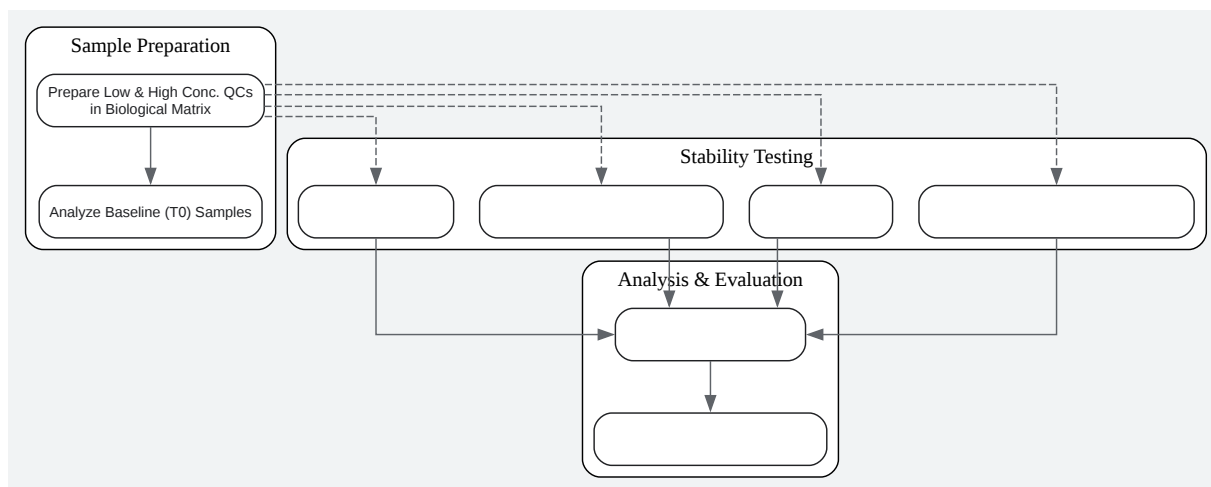 Sample Preparation
Prepare Low & High Conc. QCs
in Biological Matrix
Analyze Baseline (T0) Samples
Stability Testing
Analysis & Evaluation